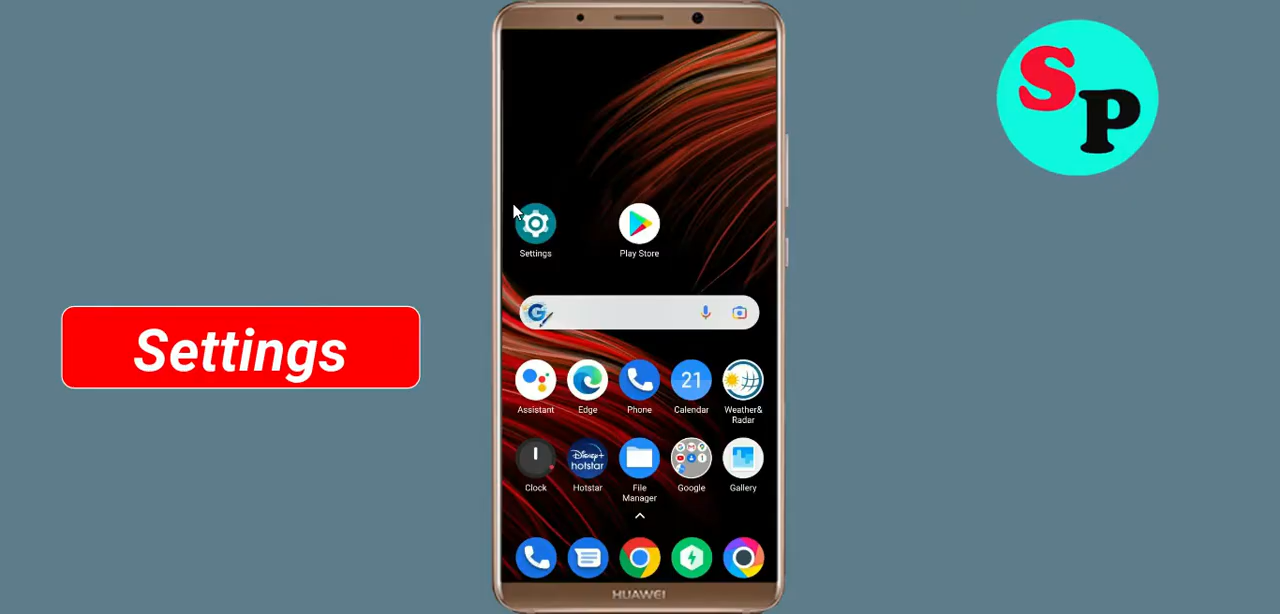 SP
Settings
Settings
Play Store
G
Assistant
Edge
Phone
21
Calendar
Weather&
Radar
Disney+
hotstar
Clock
Hotstar
File
Manager
Google
Gallery
HUAWEI